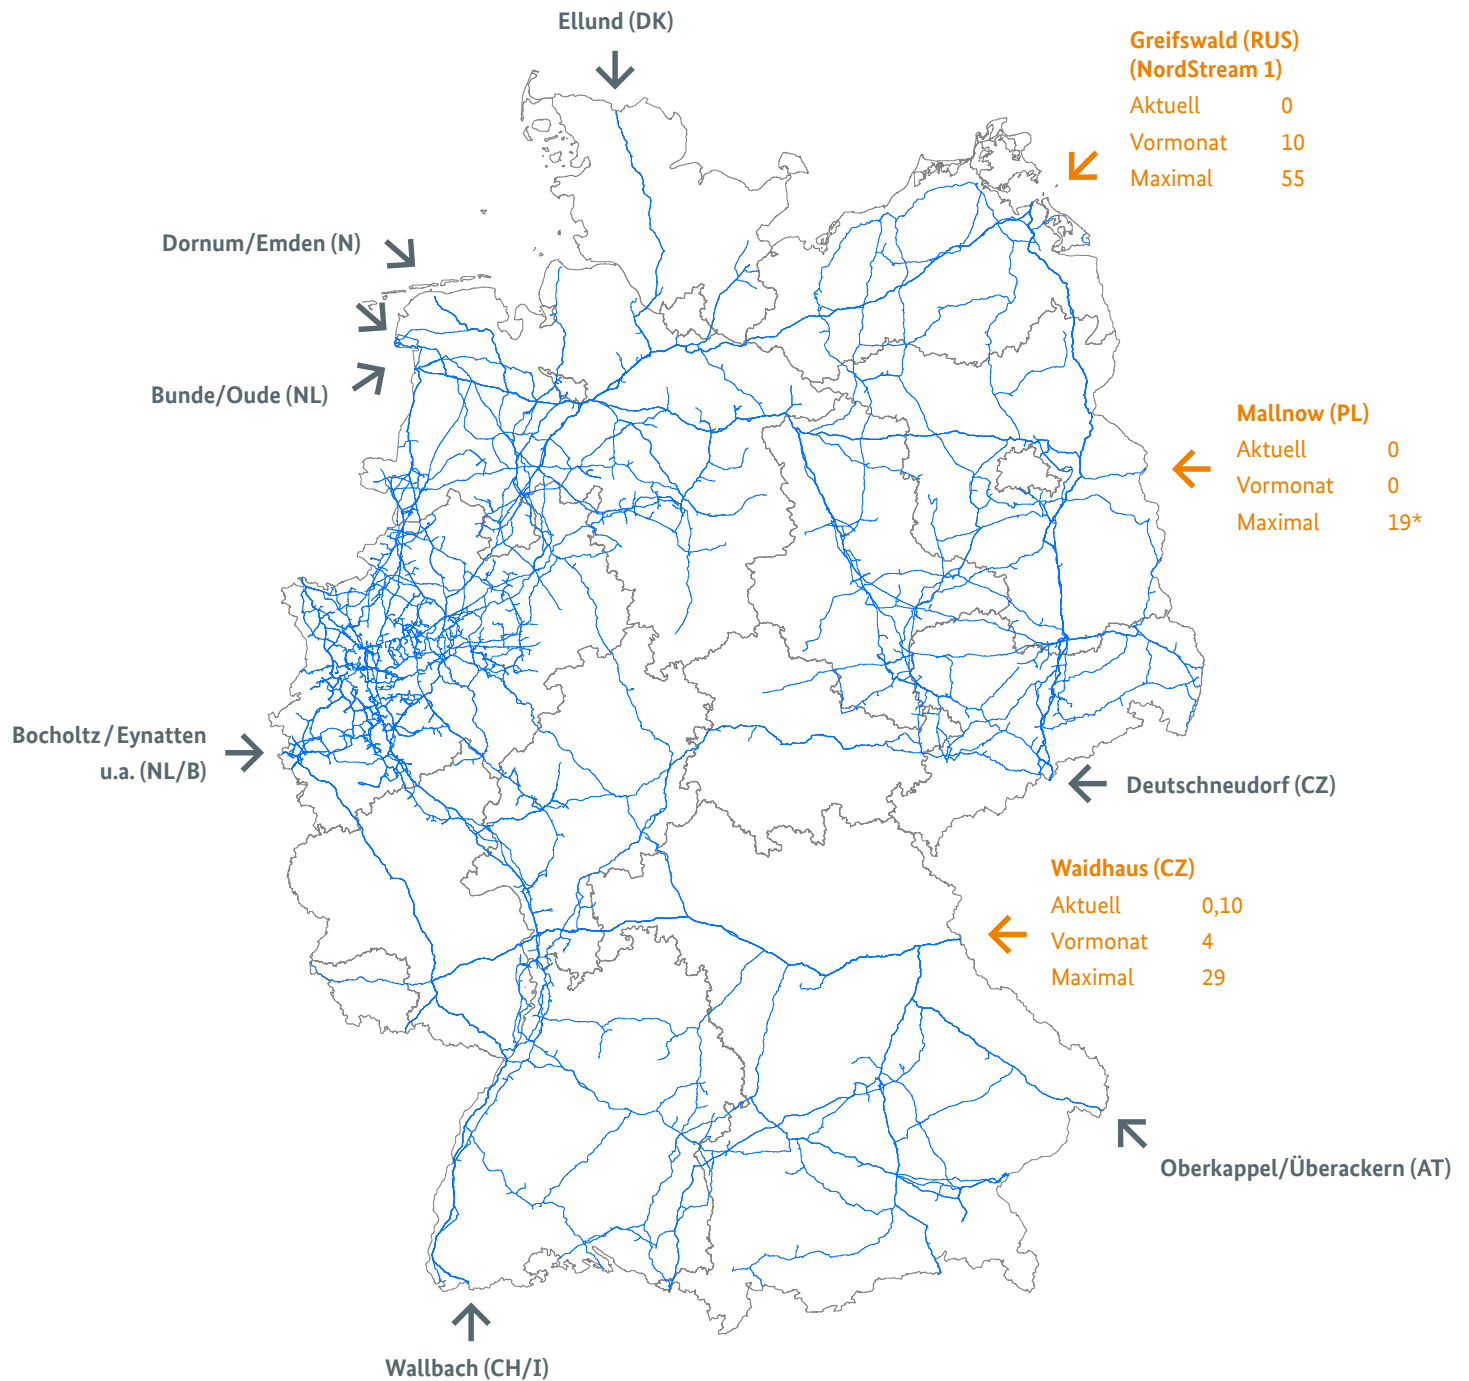 Ellund (DK)
Greifswald (RUS)
(NordStream 1)
Aktuell 0
Vormonat 10
Maximal 55
Dornum/Emden (N)
Bunde/Oude (NL)
Mallnow (PL)
Aktuell 0
Vormonat 0
Maximal 19*
Bocholtz / Eynatten
u.a. (NL/B)
Deutschneudorf (CZ)
Waidhaus (CZ)
Aktuell 0,10
Vormonat 4
Maximal 29
Oberkappel/Überackern (AT)
Wallbach (CH/I)